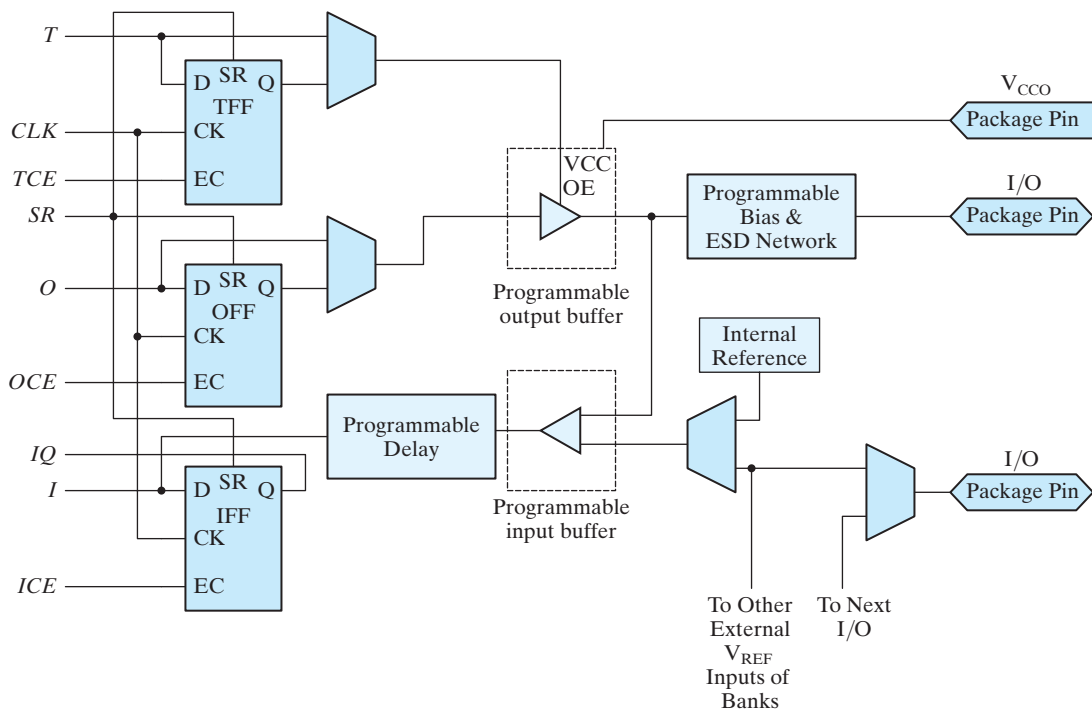 T
CLK
TCE
SR
O
OCE
IQ
I
ICE
D
SR
Q
TFF
CK
EC
D
SR
Q
OFF
CK
EC
D
SR
Q
IFF
CK
EC
VCC
OE
Programmable
output buffer
Programmable
Delay
Programmable
input buffer
Programmable
Bias &
ESD Network
Internal
Reference
V_CCO
Package Pin
I/O
Package Pin
I/O
Package Pin
To Other
External
V_REF
Inputs of
Banks
To Next
I/O